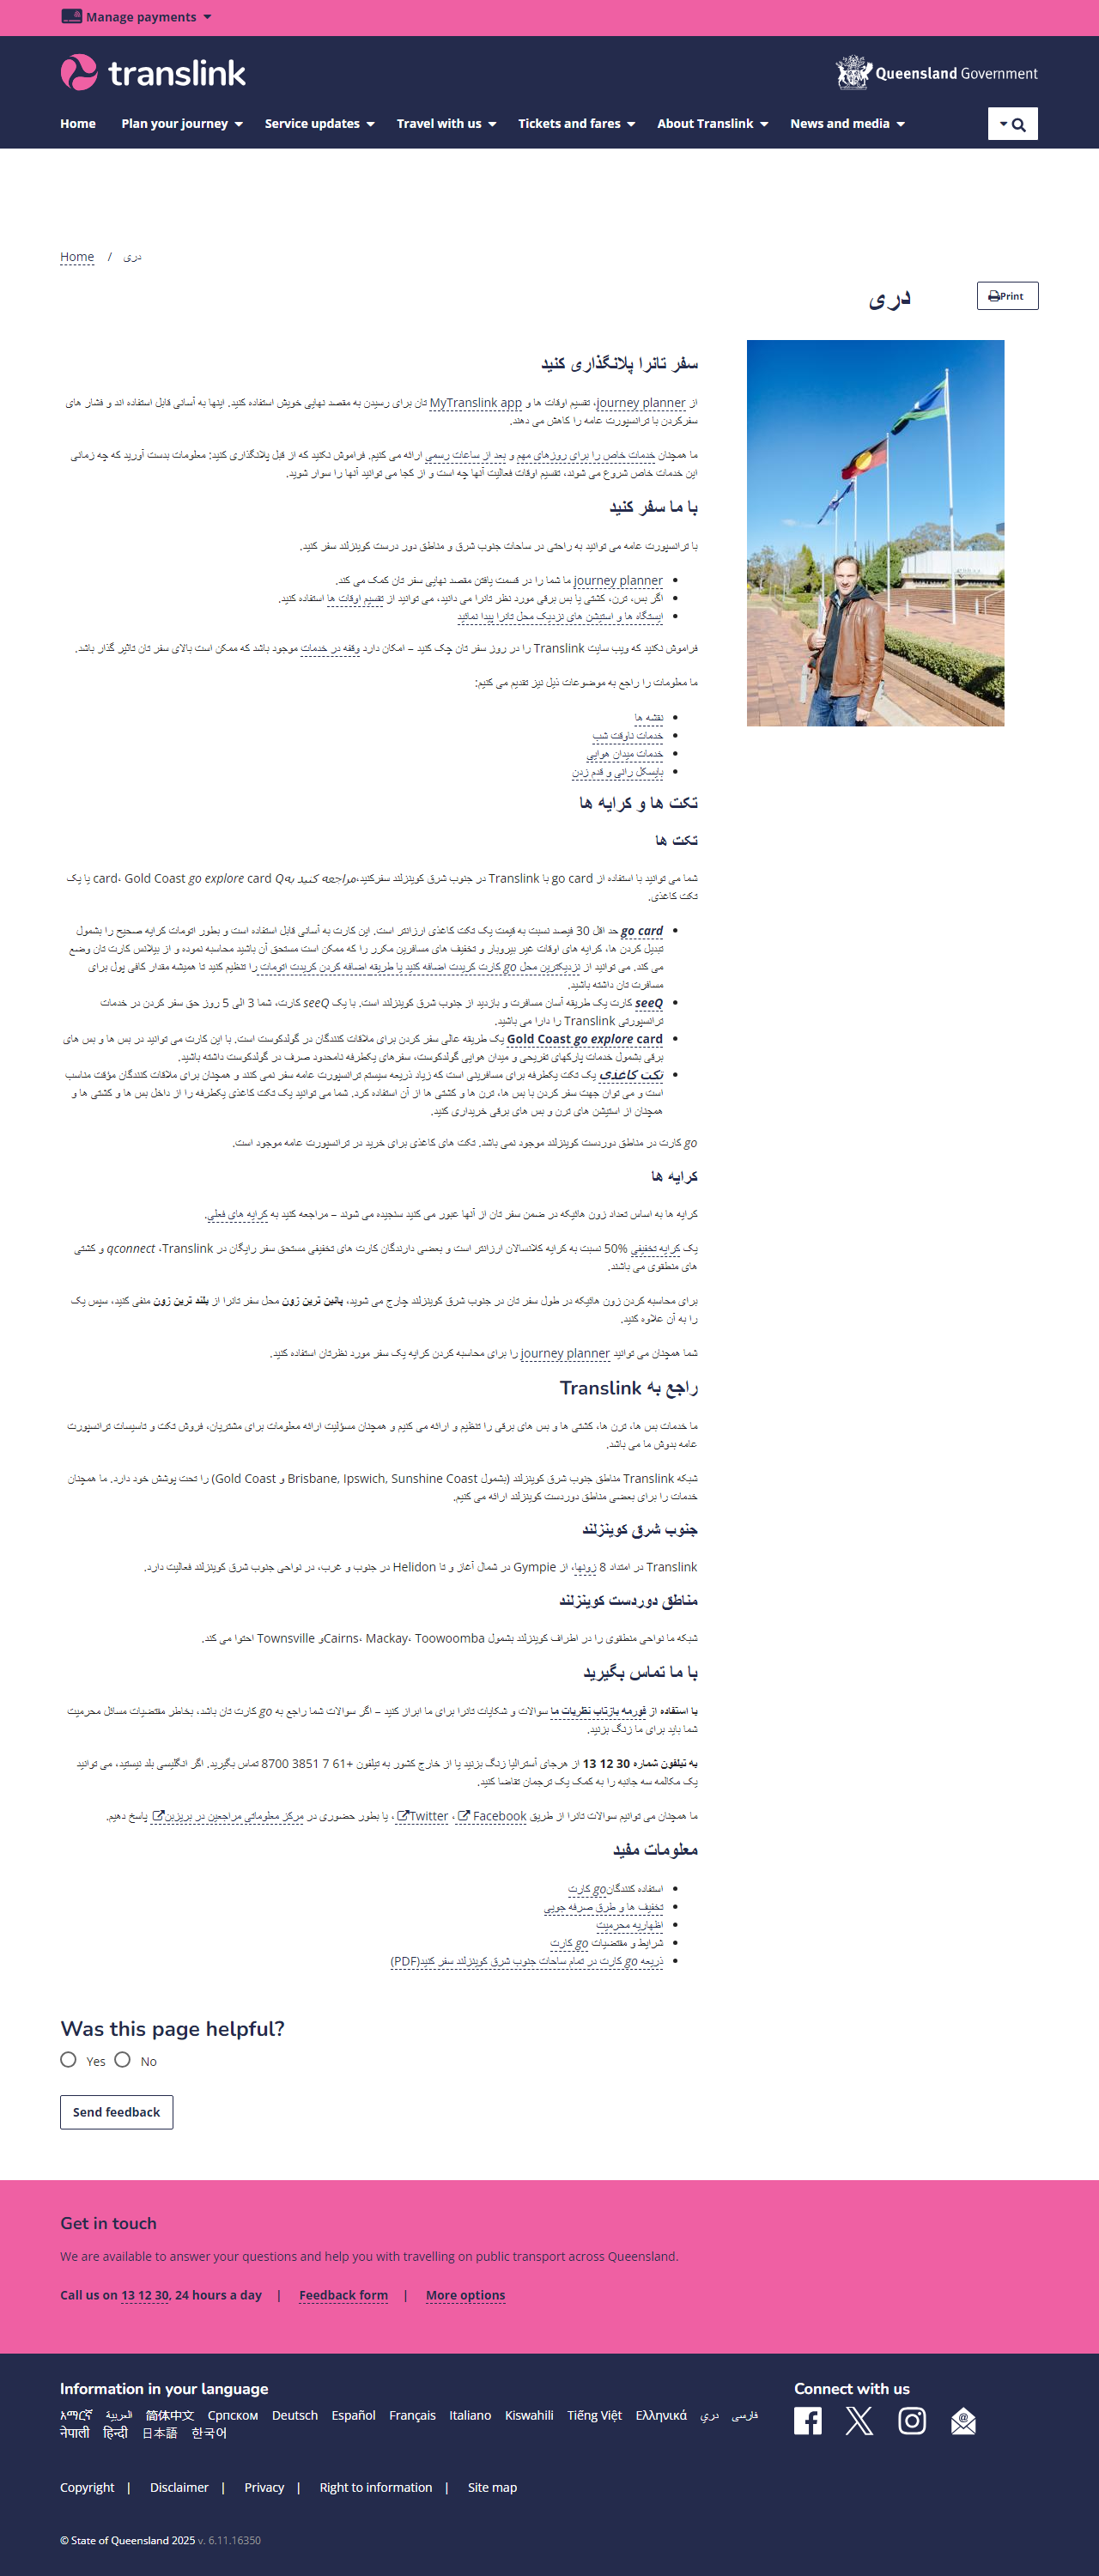 Manage payments
translink
Queensland Government
Home Plan your journey Service updates Travel with us Tickets and fares About Translink News and media
Home / دری
دری
Print
سفر تانرا پلانگذاری کنید
از journey planner، تقسیم اوقات ها و MyTranslink app تان برای رسیدن به مقصد نهایی خویش استفاده کنید. اینها به آسانی قابل استفاده اند و فشار های
سفرکردن با ترانسپورت عامه را کاهش می دهند.
ما همچنان خدمات خاص را برای روزهای مهم و بعد از ساعات رسمی ارائه می کنیم. فراموش نکنید که از قبل پلانگذاری کنید: معلومات بدست آورید که چه زمانی
این خدمات خاص شروع می شوند، تقسیم اوقات فعالیت آنها چه است و از کجا می توانید آنها را سوار شوید.
با ما سفر کنید
با ترانسپورت عامه می توانید به راحتی در ساحات جنوب شرق و مناطق دور درست کوینزلند سفر کنید.
journey planner ما شما را در قسمت یافتن مقصد نهایی سفر تان کمک می کند.
اگر بس، ترن، کشتی یا بس برقی مورد نظر تانرا می دانید، می توانید از تقسیم اوقات ها استفاده کنید.
ایستگاه ها و استیشن های نزدیک محل تانرا پیدا نمائید
فراموش نکنید که ویب سایت Translink را در روز سفر تان چک کنید – امکان دارد وقفه در خدمات موجود باشد که ممکن است بالای سفر تان تاثیر گذار باشد.
ما معلومات را راجع به موضوعات ذیل نیز تقدیم می کنیم:
نقشه ها
خدمات ناوقت شب
خدمات میدان هوایی
بایسکل رانی و قدم زدن
تکت ها و کرایه ها
تکت ها
شما می توانید با استفاده از go card با Translink در جنوب شرق کوینزلند سفرکنید،مراجعه کنید به card، Gold Coast go explore card Q یا یک
تکت کاغذی.
go card حد اقل 30 فیصد نسبت به قیمت یک تکت کاغذی ارزانتر است. این کارت به آسانی قابل استفاده است و بطور اتومات کرایه صحیح را بشمول
تبدیل کردن ها، کرایه های اوقات غیر بیروبار و تخفیف های مسافرین مکرر را که ممکن است مستحق آن باشید محاسبه نموده و از بیلانس کارت تان وضع
می کند. می توانید از نزدیکترین محل go کارت کریدت اضافه کنید یا طریقه اضافه کردن کریدت اتومات را تنظیم کنید تا همیشه مقدار کافی پول برای
مسافرت تان داشته باشید.
seeQ کارت یک طریقه آسان مسافرت و بازدید از جنوب شرق کوینزلند است. با یک seeQ کارت، شما 3 الی 5 روز حق سفر کردن در خدمات
ترانسپورتی Translink را دارا می باشید.
Gold Coast go explore card یک طریقه عالی سفر کردن برای ملاقات کنندگان در گولدکوست است. با این کارت می توانید در بس ها و بس های
برقی بشمول خدمات پارکهای تفریحی و میدان هوایی گولدکوست، سفرهای یکطرفه نامحدود صرف در گولدکوست داشته باشید.
تکت کاغذی یک تکت یکطرفه برای مسافرینی است که زیاد ذریعه سیستم ترانسپورت عامه سفر نمی کنند و همچنان برای ملاقات کنندگان مؤقت مناسب
است و می توان جهت سفر کردن با بس ها، ترن ها و کشتی ها از آن استفاده کرد. شما می توانید یک تکت کاغذی یکطرفه را از داخل بس ها و کشتی ها و
همچنان از استیشن های ترن و بس های برقی خریداری کنید.
go کارت در مناطق دوردست کوینزلند موجود نمی باشد. تکت های کاغذی برای خرید در ترانسپورت عامه موجود است.
کرایه ها
کرایه ها به اساس تعداد زون هائیکه در ضمن سفر تان از آنها عبور می کنید سنجیده می شوند – مراجعه کنید به کرایه های فعلی.
یک کرایه تخفیفی 50% نسبت به کرایه کلانسالان ارزانتر است و بعضی دارندگان کارت های تخفیفی مستحق سفر رایگان در qconnect ،Translink و کشتی
های منطقوی می باشند.
برای محاسبه کردن زون هائیکه در طول سفر تان در جنوب شرق کوینزلند چارج می شوید، پائین ترین زون محل سفر تانرا از بلند ترین زون منفی کنید، سپس یک
را به آن علاوه کنید.
شما همچنان می توانید journey planner را برای محاسبه کردن کرایه یک سفر مورد نظرتان استفاده کنید.
راجع به Translink
ما خدمات بس ها، ترن ها، کشتی ها و بس های برقی را تنظیم و ارائه می کنیم و همچنان مسؤلیت ارائه معلومات برای مشتریان، فروش تکت و تاسیسات ترانسپورت
عامه بدوش ما می باشد.
شبکه Translink مناطق جنوب شرق کوینزلند (بشمول Brisbane, Ipswich, Sunshine Coast و Gold Coast) را تحت پوشش خود دارد. ما همچنان
خدمات را برای بعضی مناطق دوردست کوینزلند ارائه می کنیم.
جنوب شرق کوینزلند
Translink در امتداد 8 زونها، از Gympie در شمال آغاز و تا Helidon در جنوب و غرب، در نواحی جنوب شرق کوینزلند فعالیت دارد.
مناطق دوردست کوینزلند
شبکه ما نواحی منطقوی را در اطراف کوینزلند بشمول Cairns، Mackay، Toowoombaو Townsville احتوا می کند.
با ما تماس بگیرید
با استفاده از فورمه بازتاب نظریات ما سوالات و شکایات تانرا برای ما ابراز کنید – اگر سوالات شما راجع به go کارت تان باشد، بخاطر مقتضیات مسائل محرمیت
شما باید برای ما زنگ بزنید.
به تیلفون شماره 30 12 13 از هرجای آسترالیا زنگ بزنید یا از خارج کشور به تیلفون +61 7 3851 8700 تماس بگیرید. اگر انگلیسی بلد نیستید، می توانید
یک مکالمه سه جانبه را به کمک یک ترجمان تقاضا کنید.
ما همچنان می توانیم سوالات تانرا از طریق Facebook ، Twitter ، یا بطور حضوری در مرکز معلوماتی مراجعین در بریزبن پاسخ دهیم.
معلومات مفید
استفاده کنندگانgo کارت
تخفیف ها و طرق صرفه جویی
اظهاریه محرمیت
شرایط و مقتضیات go کارت
ذریعه go کارت در تمام ساحات جنوب شرق کوینزلند سفر کنید(PDF)
Was this page helpful?
Yes No
Send feedback
Get in touch
We are available to answer your questions and help you with travelling on public transport across Queensland.
Call us on 13 12 30, 24 hours a day | Feedback form | More options
Information in your language
Connect with us
አማርኛ العربية 简体中文 Српском Deutsch Español Français Italiano Kiswahili Tiếng Việt Ελληνικά دري فارسی
नेपाली हिन्दी 日本語 한국어
Copyright | Disclaimer | Privacy | Right to information | Site map
© State of Queensland 2025 v. 6.11.16350